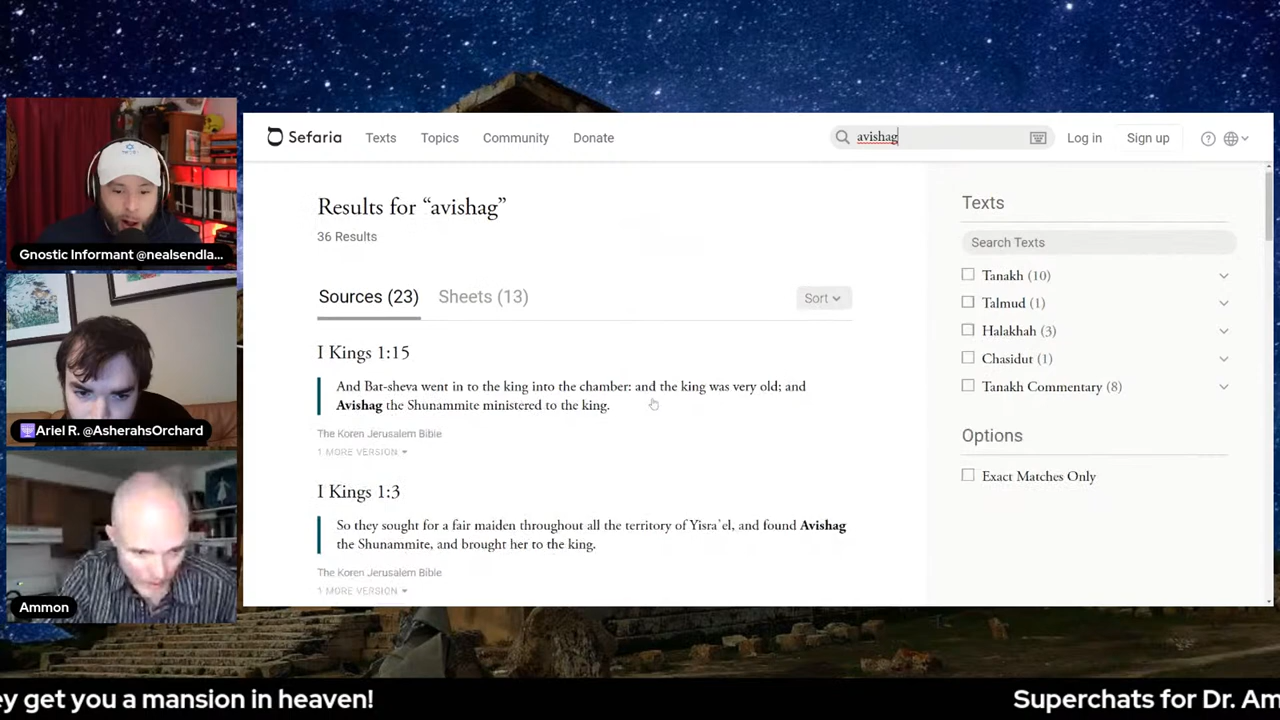 Sefaria
Texts
Topics
Community
Donate
avishag
Log in
Sign up
Results for “avishag”
36 Results
Sources (23)
Sheets (13)
Sort
I Kings 1:15
And Bat-sheva went in to the king into the chamber: and the king was very old; and
Avishag the Shunammite ministered to the king.
The Koren Jerusalem Bible
1 MORE VERSION
I Kings 1:3
So they sought for a fair maiden throughout all the territory of Yisra᾽el, and found Avishag
the Shunammite, and brought her to the king.
The Koren Jerusalem Bible
1 MORE VERSION
Texts
Search Texts
Tanakh (10)
Talmud (1)
Halakhah (3)
Chasidut (1)
Tanakh Commentary (8)
Options
Exact Matches Only
Gnostic Informant @nealsendla...
Ariel R. @AsherahsOrchard
Ammon
ey get you a mansion in heaven!
Superchats for Dr. Am